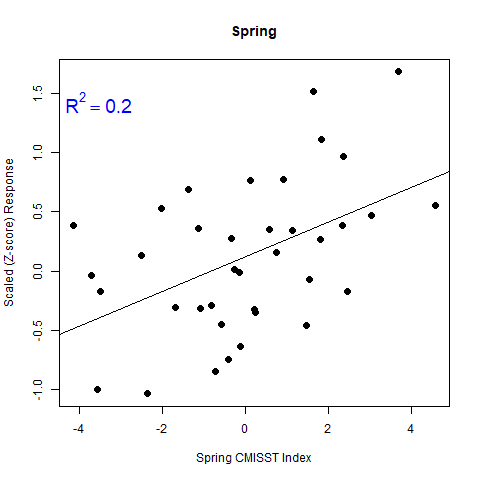 Spring
R² = 0.2
Scaled (Z-score) Response
1.5
1.0
0.5
0.0
-0.5
-1.0
-4 -2 0 2 4
Spring CMISST Index